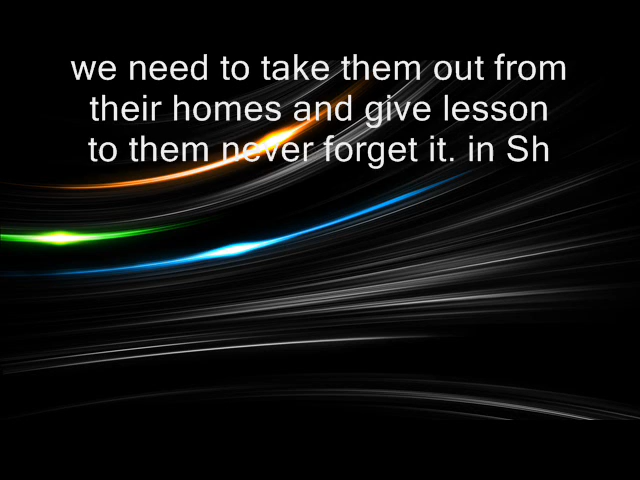 we need to take them out from
their homes and give lesson
to them never forget it. in Sh